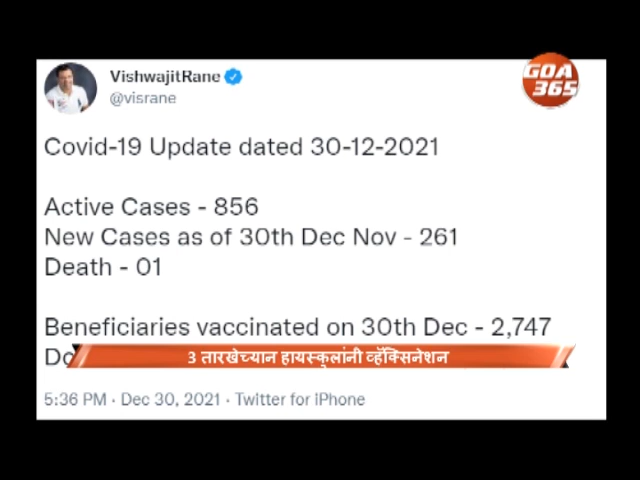 VishwajitRane
@visrane
GOA
365
Covid-19 Update dated 30-12-2021
Active Cases - 856
New Cases as of 30th Dec Nov - 261
Death - 01
Beneficiaries vaccinated on 30th Dec - 2,747
3 तारखेच्यान हायस्कुलांनी व्हॅक्सिनेशन
5:36 PM · Dec 30, 2021 · Twitter for iPhone